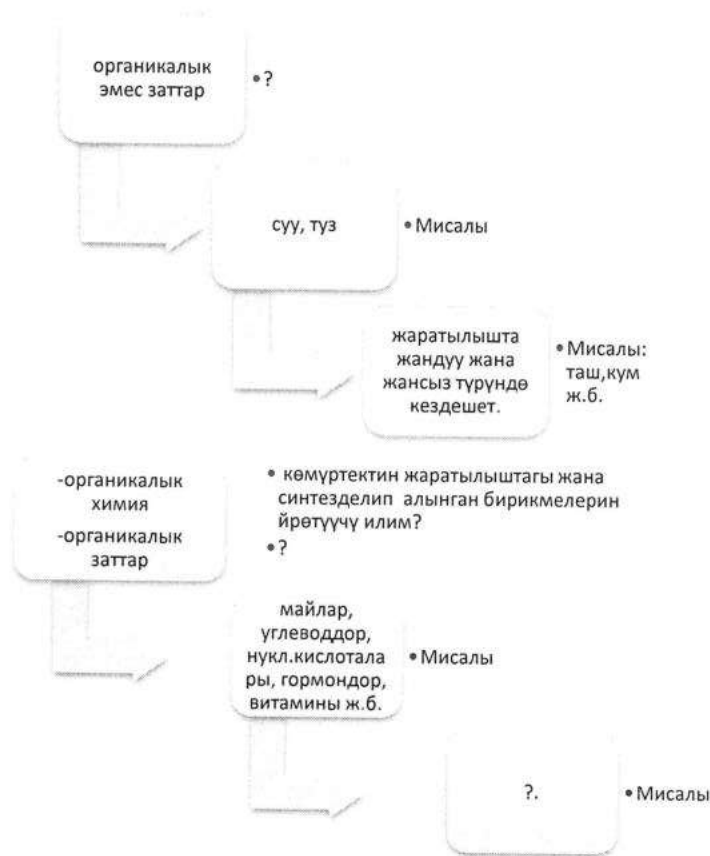 органикалык
эмес заттар
•?
суу, туз
• Мисалы
жаратылышта
жандуу жана
жансыз түрүндө
кездешет.
• Мисалы:
таш,кум
ж.б.
-органикалык
химия
-органикалык
заттар
• көмүртектин жаратылыштагы жана
синтезделип алынган бирикмелерин
йрөтүүчү илим?
•?
майлар,
углеводдор,
нукл.кислотала
ры, гормондор,
витамины ж.б.
• Мисалы
?.
• Мисалы